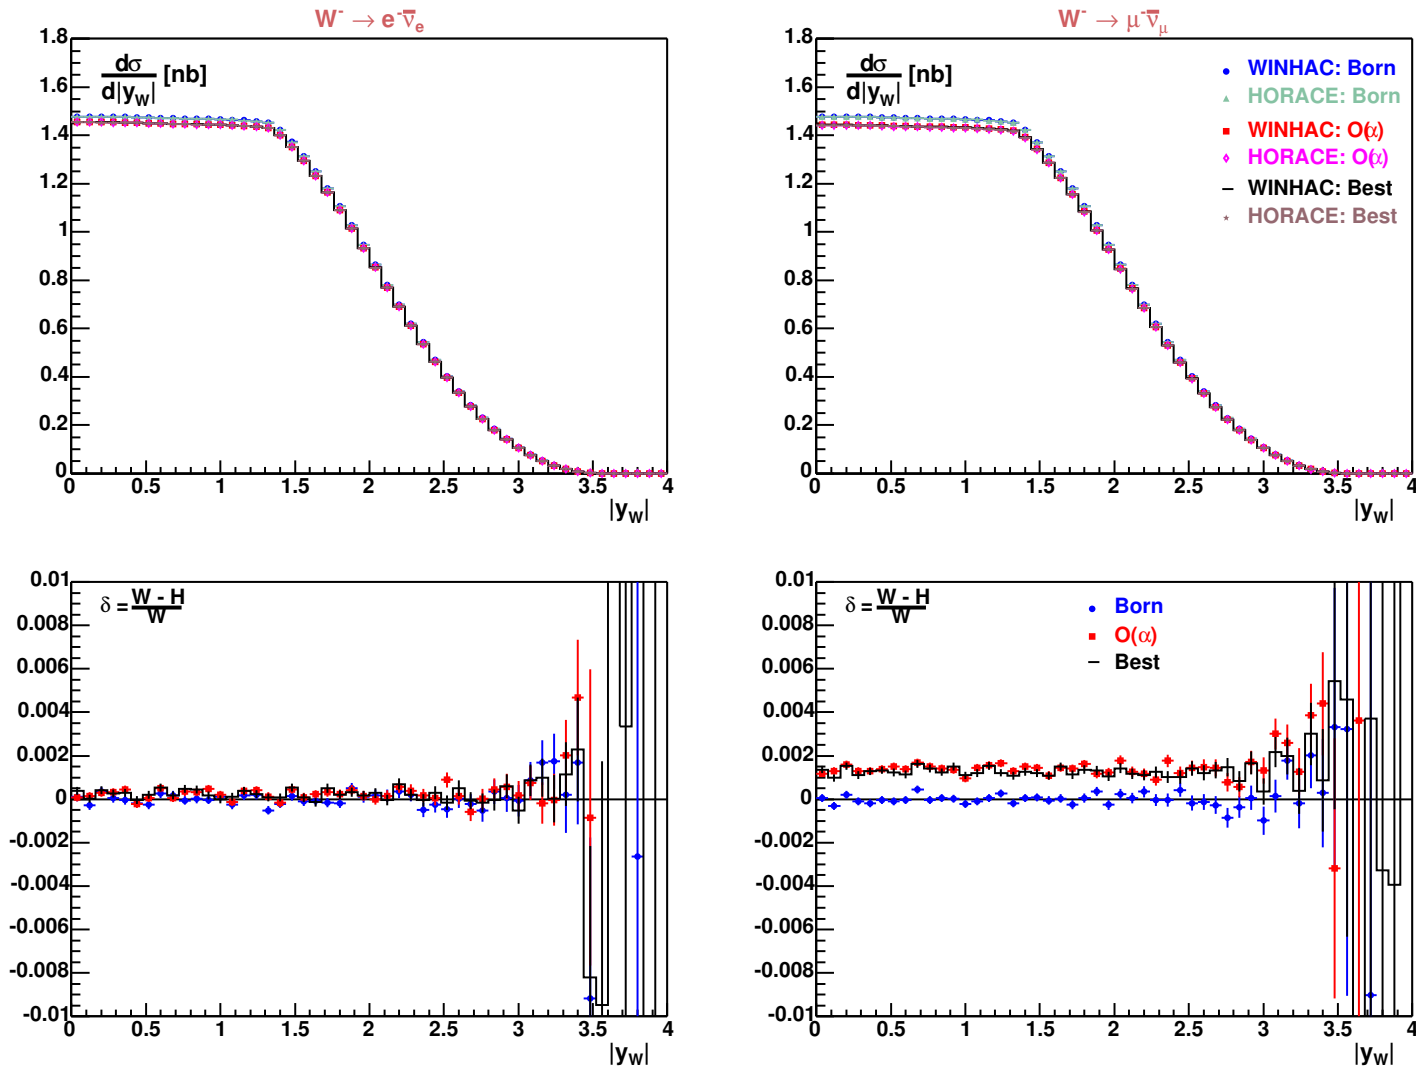 W⁻ → e⁻ν̄ₑ
1.8
1.6
1.4
1.2
1
0.8
0.6
0.4
0.2
0
dσ
d|y_W| [nb]
0 0.5 1 1.5 2 2.5 3 3.5 4
|y_W|
W⁻ → μ⁻ν̄_μ
1.8
1.6
1.4
1.2
1
0.8
0.6
0.4
0.2
0
dσ
d|y_W| [nb]
WINHAC: Born
HORACE: Born
WINHAC: O(α)
HORACE: O(α)
WINHAC: Best
HORACE: Best
0 0.5 1 1.5 2 2.5 3 3.5 4
|y_W|
0.01
0.008
0.006
0.004
0.002
0
-0.002
-0.004
-0.006
-0.008
-0.01
δ = W - H
W
0 0.5 1 1.5 2 2.5 3 3.5 4
|y_W|
0.01
0.008
0.006
0.004
0.002
0
-0.002
-0.004
-0.006
-0.008
-0.01
δ = W - H
W
Born
O(α)
Best
0 0.5 1 1.5 2 2.5 3 3.5 4
|y_W|